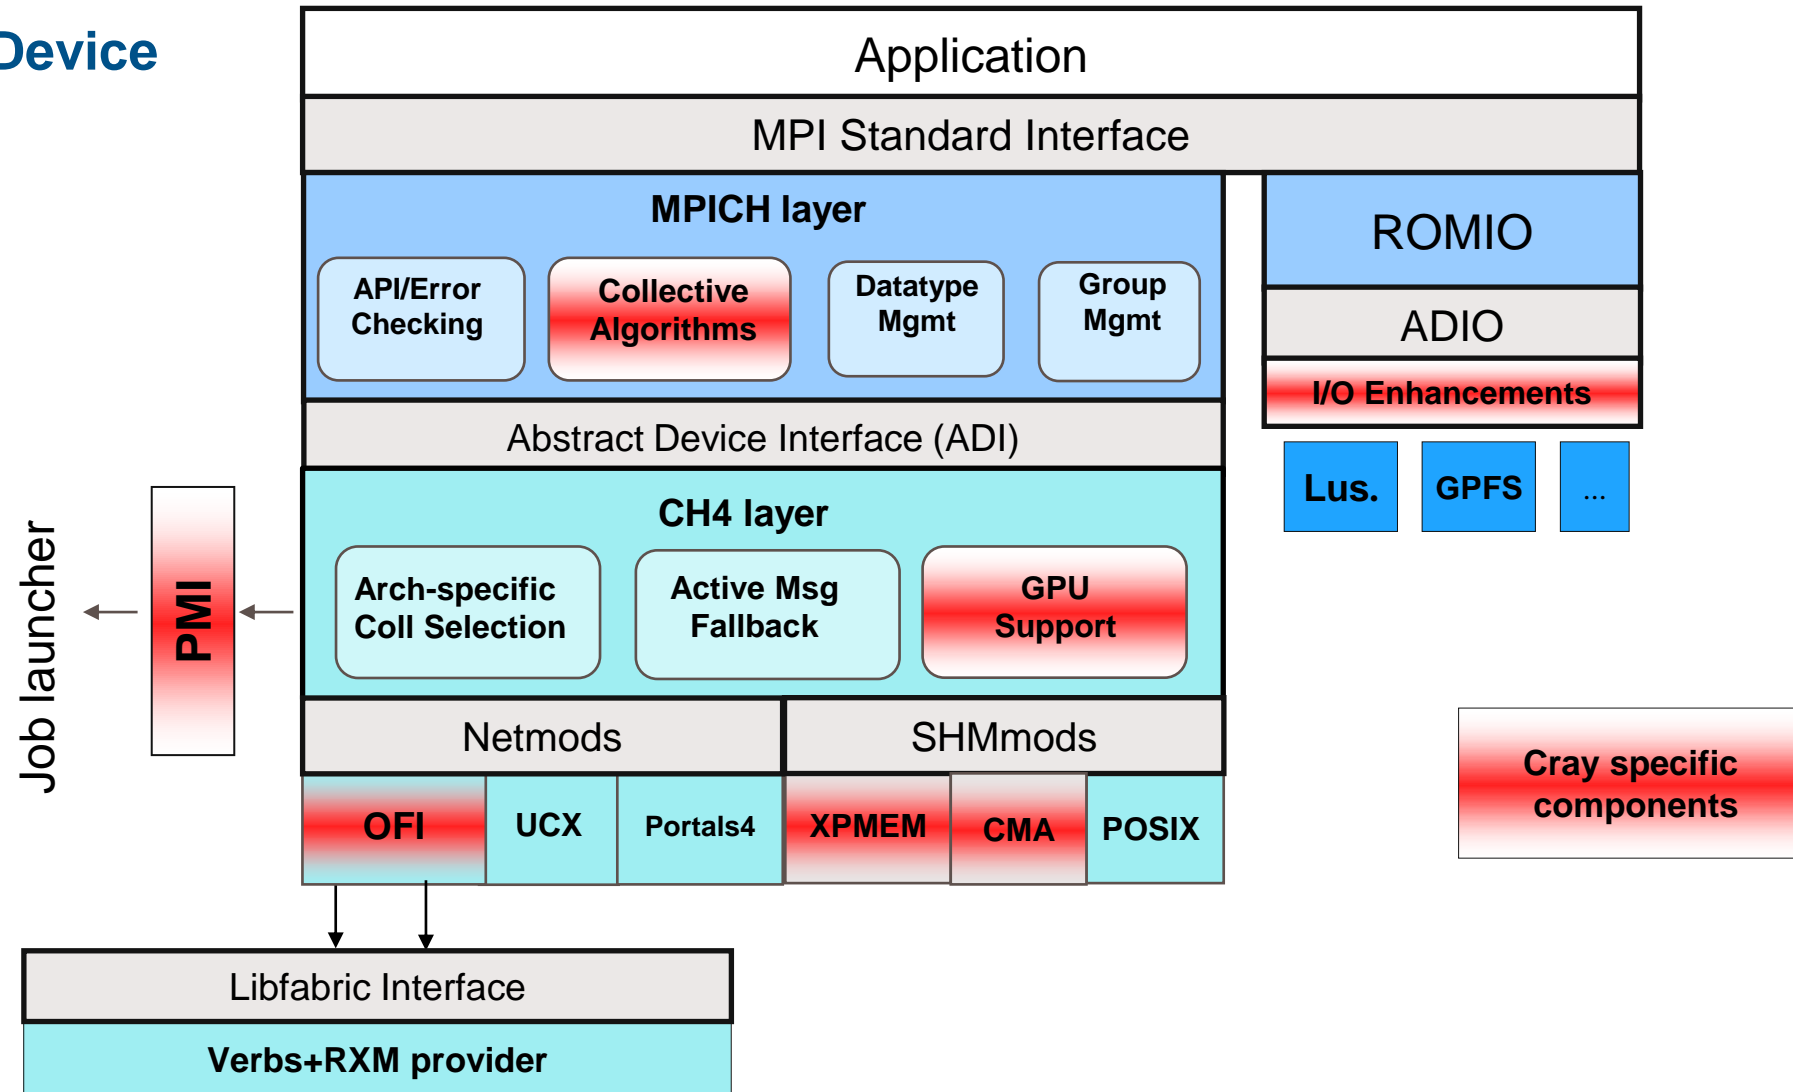 Device
Application
MPI Standard Interface
MPICH layer
API/Error
Checking
Collective
Algorithms
Datatype
Mgmt
Group
Mgmt
ROMIO
ADIO
I/O Enhancements
Lus.
GPFS
...
Abstract Device Interface (ADI)
CH4 layer
Arch-specific
Coll Selection
Active Msg
Fallback
GPU
Support
Job launcher
PMI
Netmods
SHMmods
OFI
UCX
Portals4
XPMEM
CMA
POSIX
Cray specific
components
Libfabric Interface
Verbs+RXM provider